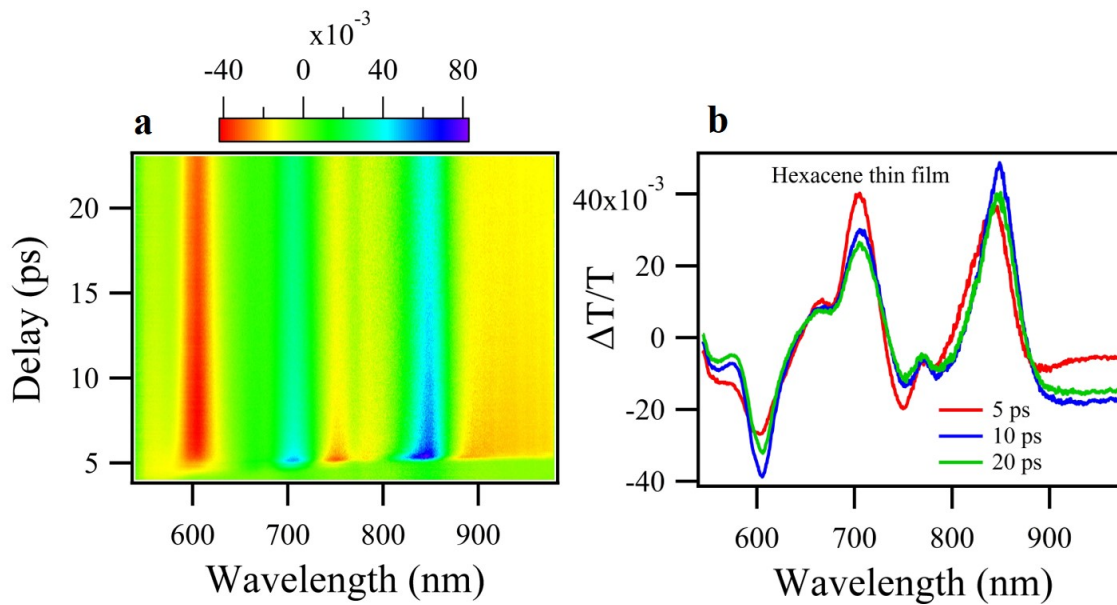 x10⁻³
-40 0 40 80
a
20
15
10
5
Delay (ps)
600 700 800 900
Wavelength (nm)
b
Hexacene thin film
40x10⁻³
20
0
-20
-40
ΔT/T
5 ps
10 ps
20 ps
600 700 800 900
Wavelength (nm)